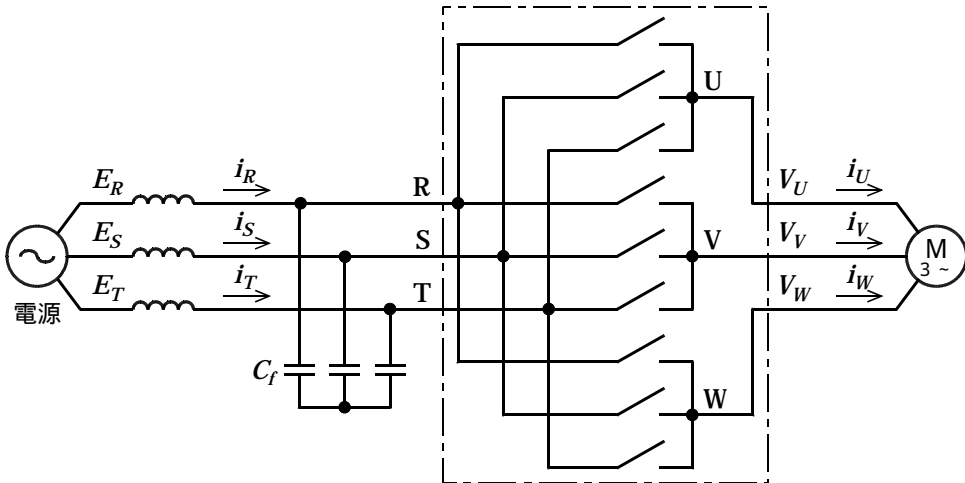 U
E_R
i_R
R
V_U
i_U
E_S
i_S
S
V
V_V
i_V
M
3 ~
E_T
i_T
T
V_W
i_W
電源
C_f
W